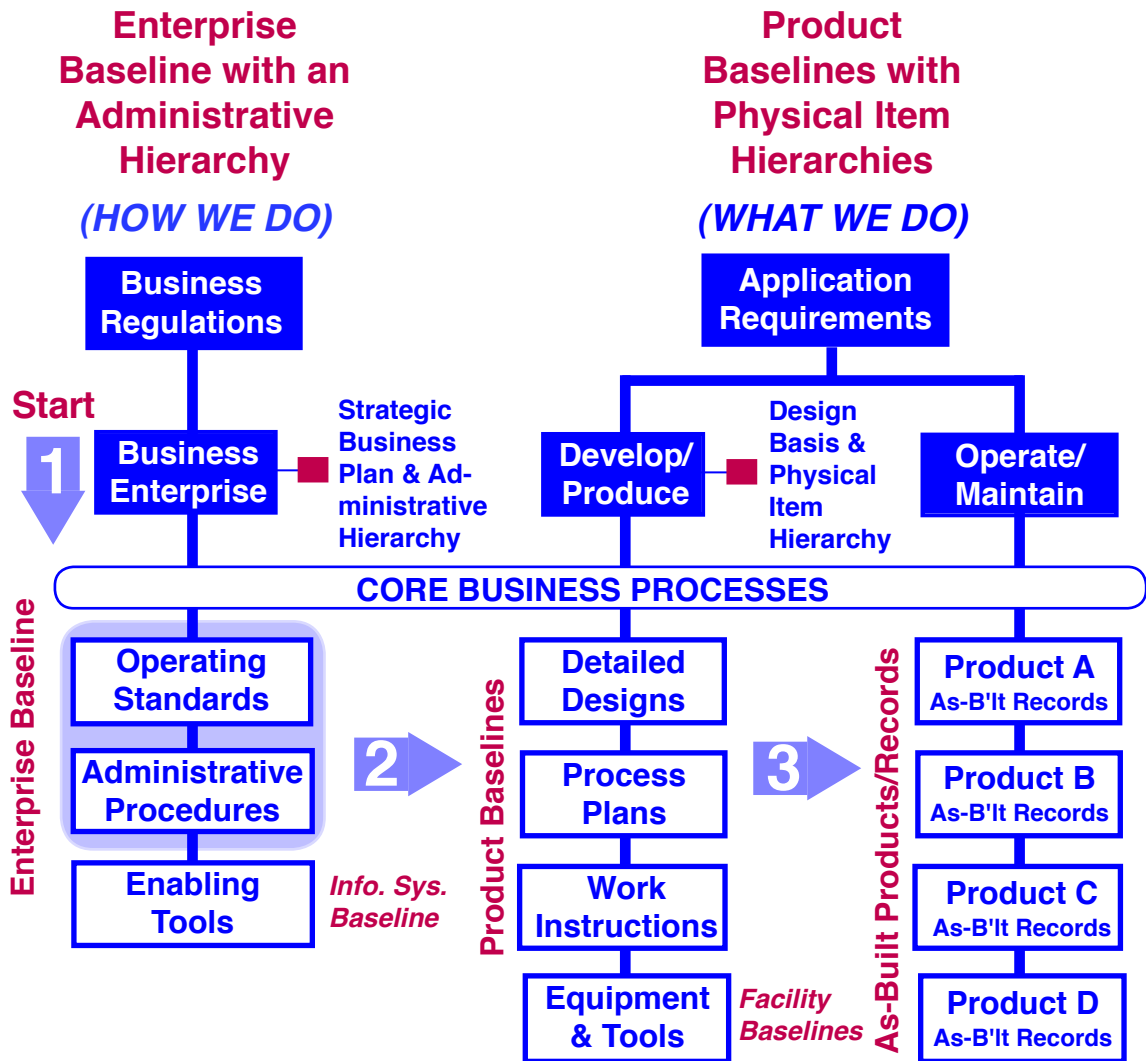 Enterprise
Baseline with an
Administrative
Hierarchy
(HOW WE DO)
Product
Baselines with
Physical Item
Hierarchies
(WHAT WE DO)
Business
Regulations
Application
Requirements
Start
1
Business
Enterprise
Strategic
Business
Plan & Ad-
ministrative
Hierarchy
Develop/
Produce
Design
Basis &
Physical
Item
Hierarchy
Operate/
Maintain
CORE BUSINESS PROCESSES
Enterprise Baseline
Operating
Standards
Administrative
Procedures
Enabling
Tools
Info. Sys.
Baseline
2
Product Baselines
Detailed
Designs
Process
Plans
Work
Instructions
Equipment
& Tools
Facility
Baselines
3
As-Built Products/Records
Product A
As-B'lt Records
Product B
As-B'lt Records
Product C
As-B'lt Records
Product D
As-B'lt Records